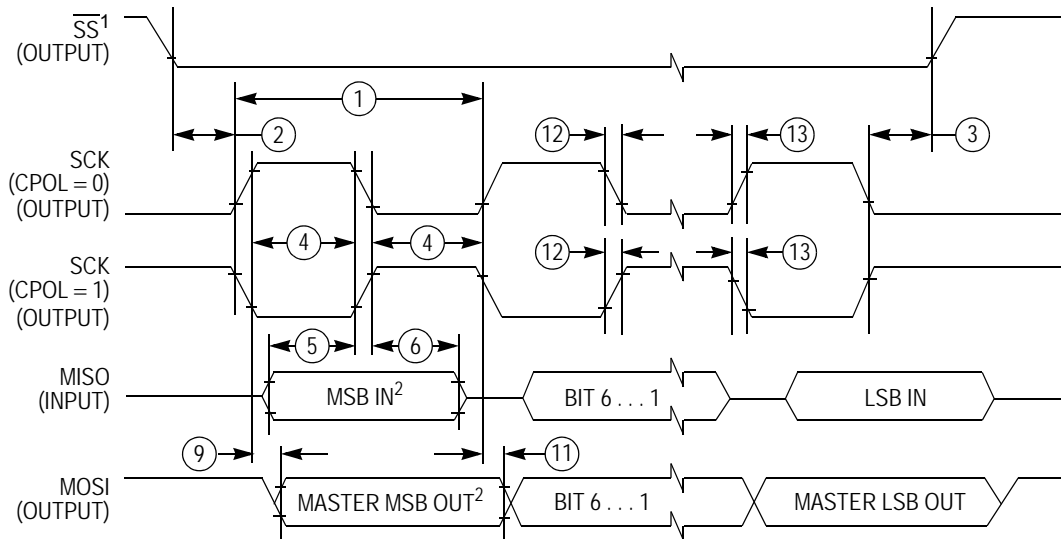 SS¹
(OUTPUT)
1
2
12
13
3
SCK
(CPOL = 0)
(OUTPUT)
4
4
SCK
(CPOL = 1)
(OUTPUT)
12
13
5
6
MISO
(INPUT)
MSB IN²
BIT 6 . . . 1
LSB IN
9
11
MOSI
(OUTPUT)
MASTER MSB OUT²
BIT 6 . . . 1
MASTER LSB OUT